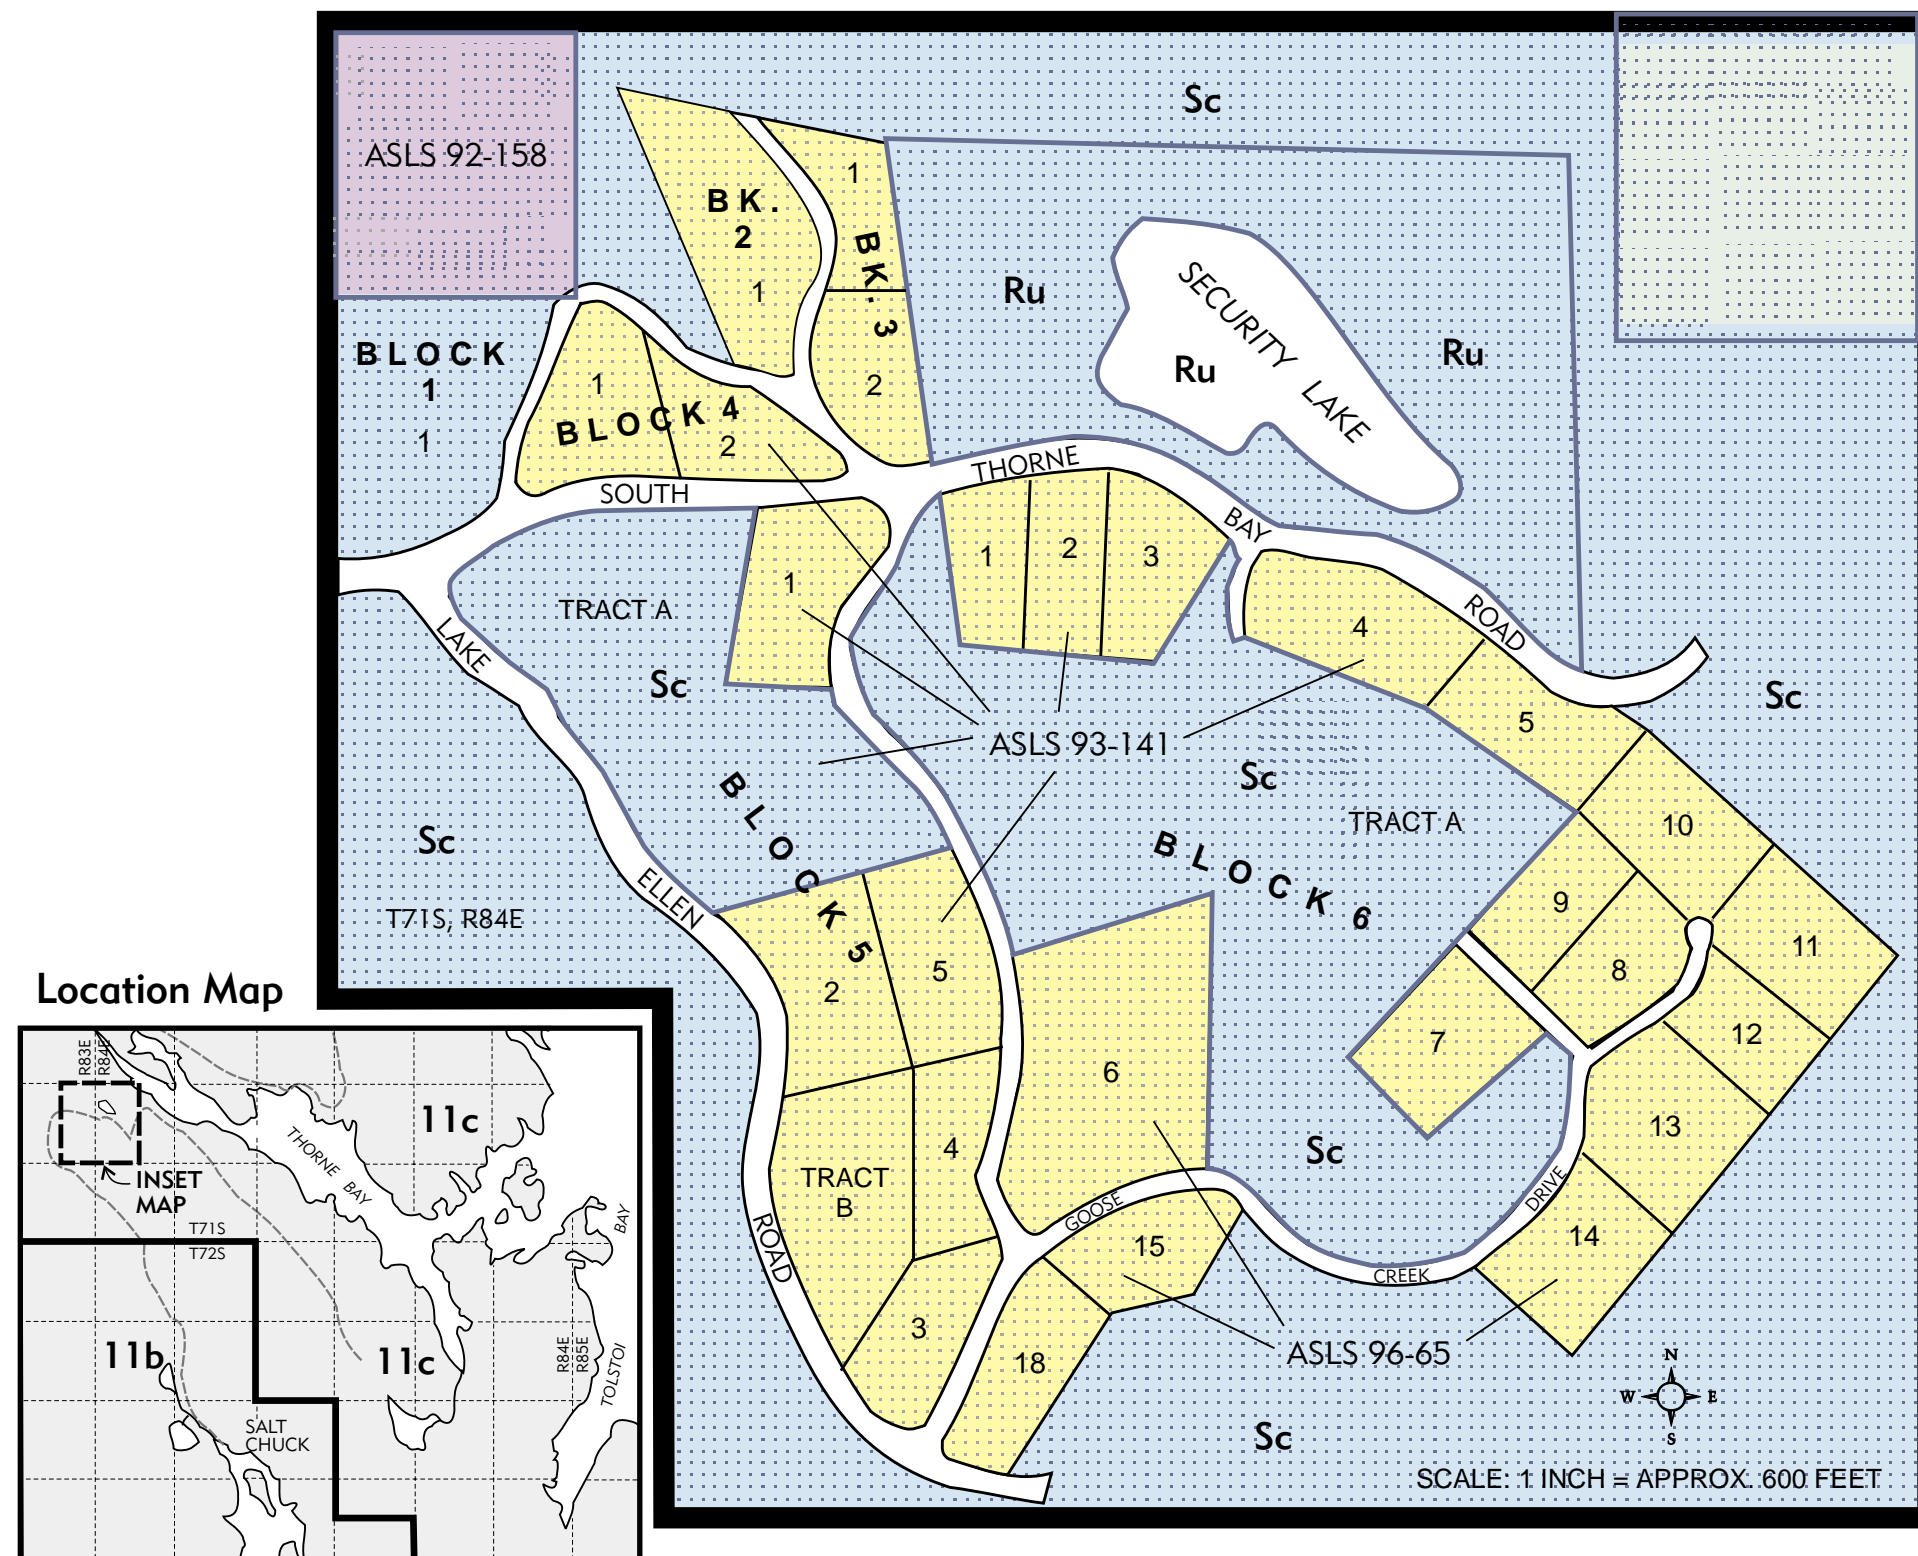 Sc
ASLS 92-158
BK.
2
1
1
BK. 3
2
Ru
Ru
Ru
SECURITY LAKE
BLOCK
1
1
1
BLOCK 4
2
SOUTH
THORNE
BAY
ROAD
1
2
3
1
TRACT A
Sc
LAKE
4
5
Sc
ASLS 93-141
Sc
TRACT A
BLOCK 5
BLOCK 6
10
9
8
11
12
7
13
14
Sc
T71S, R84E
ELLEN
ROAD
2
5
6
4
TRACT
B
3
Sc
GOOSE
CREEK
DRIVE
15
18
ASLS 96-65
Sc
N
W
E
S
SCALE: 1 INCH = APPROX. 600 FEET
Location Map
R83E
R84E
11c
THORNE BAY
INSET
MAP
T71S
T72S
BAY
TOLSTOI
R84E
R85E
11b
11c
SALT
CHUCK